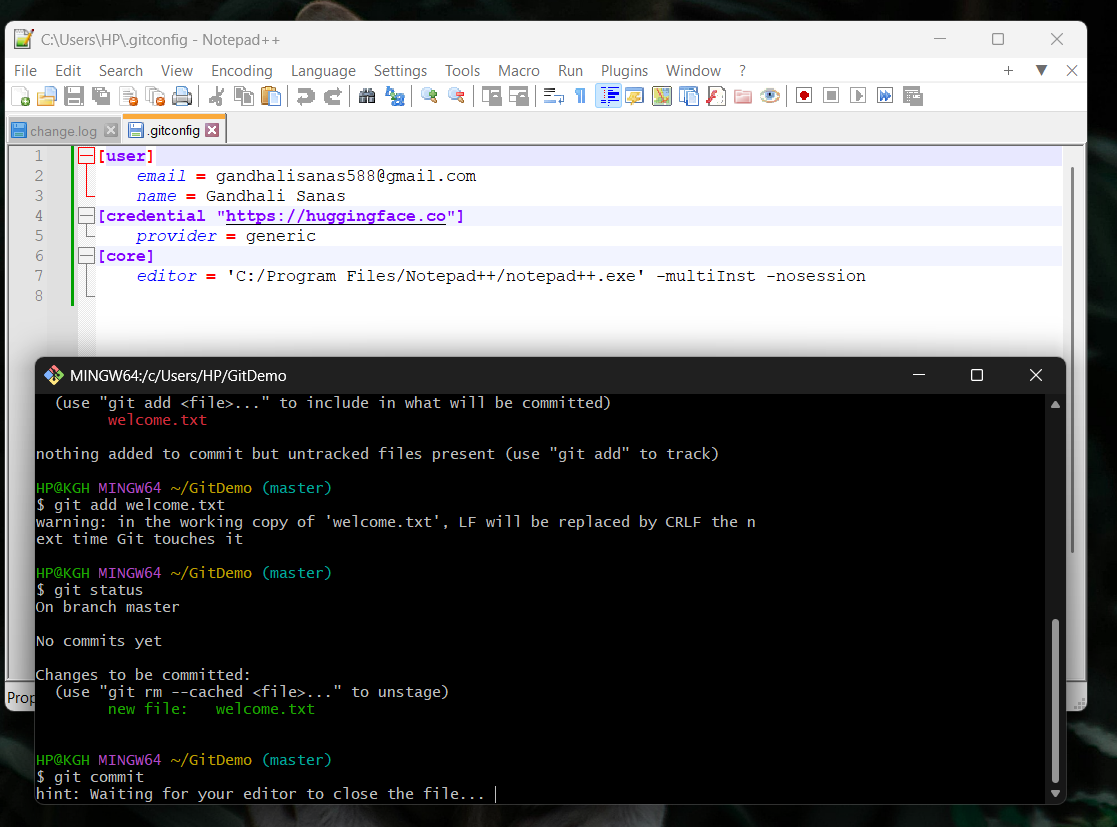 C:\Users\HP\.gitconfig - Notepad++
File Edit Search View Encoding Language Settings Tools Macro Run Plugins Window ?
change.log .gitconfig
1 [user]
2 email = gandhalisanas588@gmail.com
3 name = Gandhali Sanas
4 [credential "https://huggingface.co"]
5 provider = generic
6 [core]
7 editor = 'C:/Program Files/Notepad++/notepad++.exe' -multiInst -nosession
8
MINGW64:/c/Users/HP/GitDemo
(use "git add <file>..." to include in what will be committed)
welcome.txt
nothing added to commit but untracked files present (use "git add" to track)
HP@KGH MINGW64 ~/GitDemo (master)
$ git add welcome.txt
warning: in the working copy of 'welcome.txt', LF will be replaced by CRLF the n
ext time Git touches it
HP@KGH MINGW64 ~/GitDemo (master)
$ git status
On branch master
No commits yet
Changes to be committed:
(use "git rm --cached <file>..." to unstage)
new file:   welcome.txt
Prop
HP@KGH MINGW64 ~/GitDemo (master)
$ git commit
hint: Waiting for your editor to close the file...